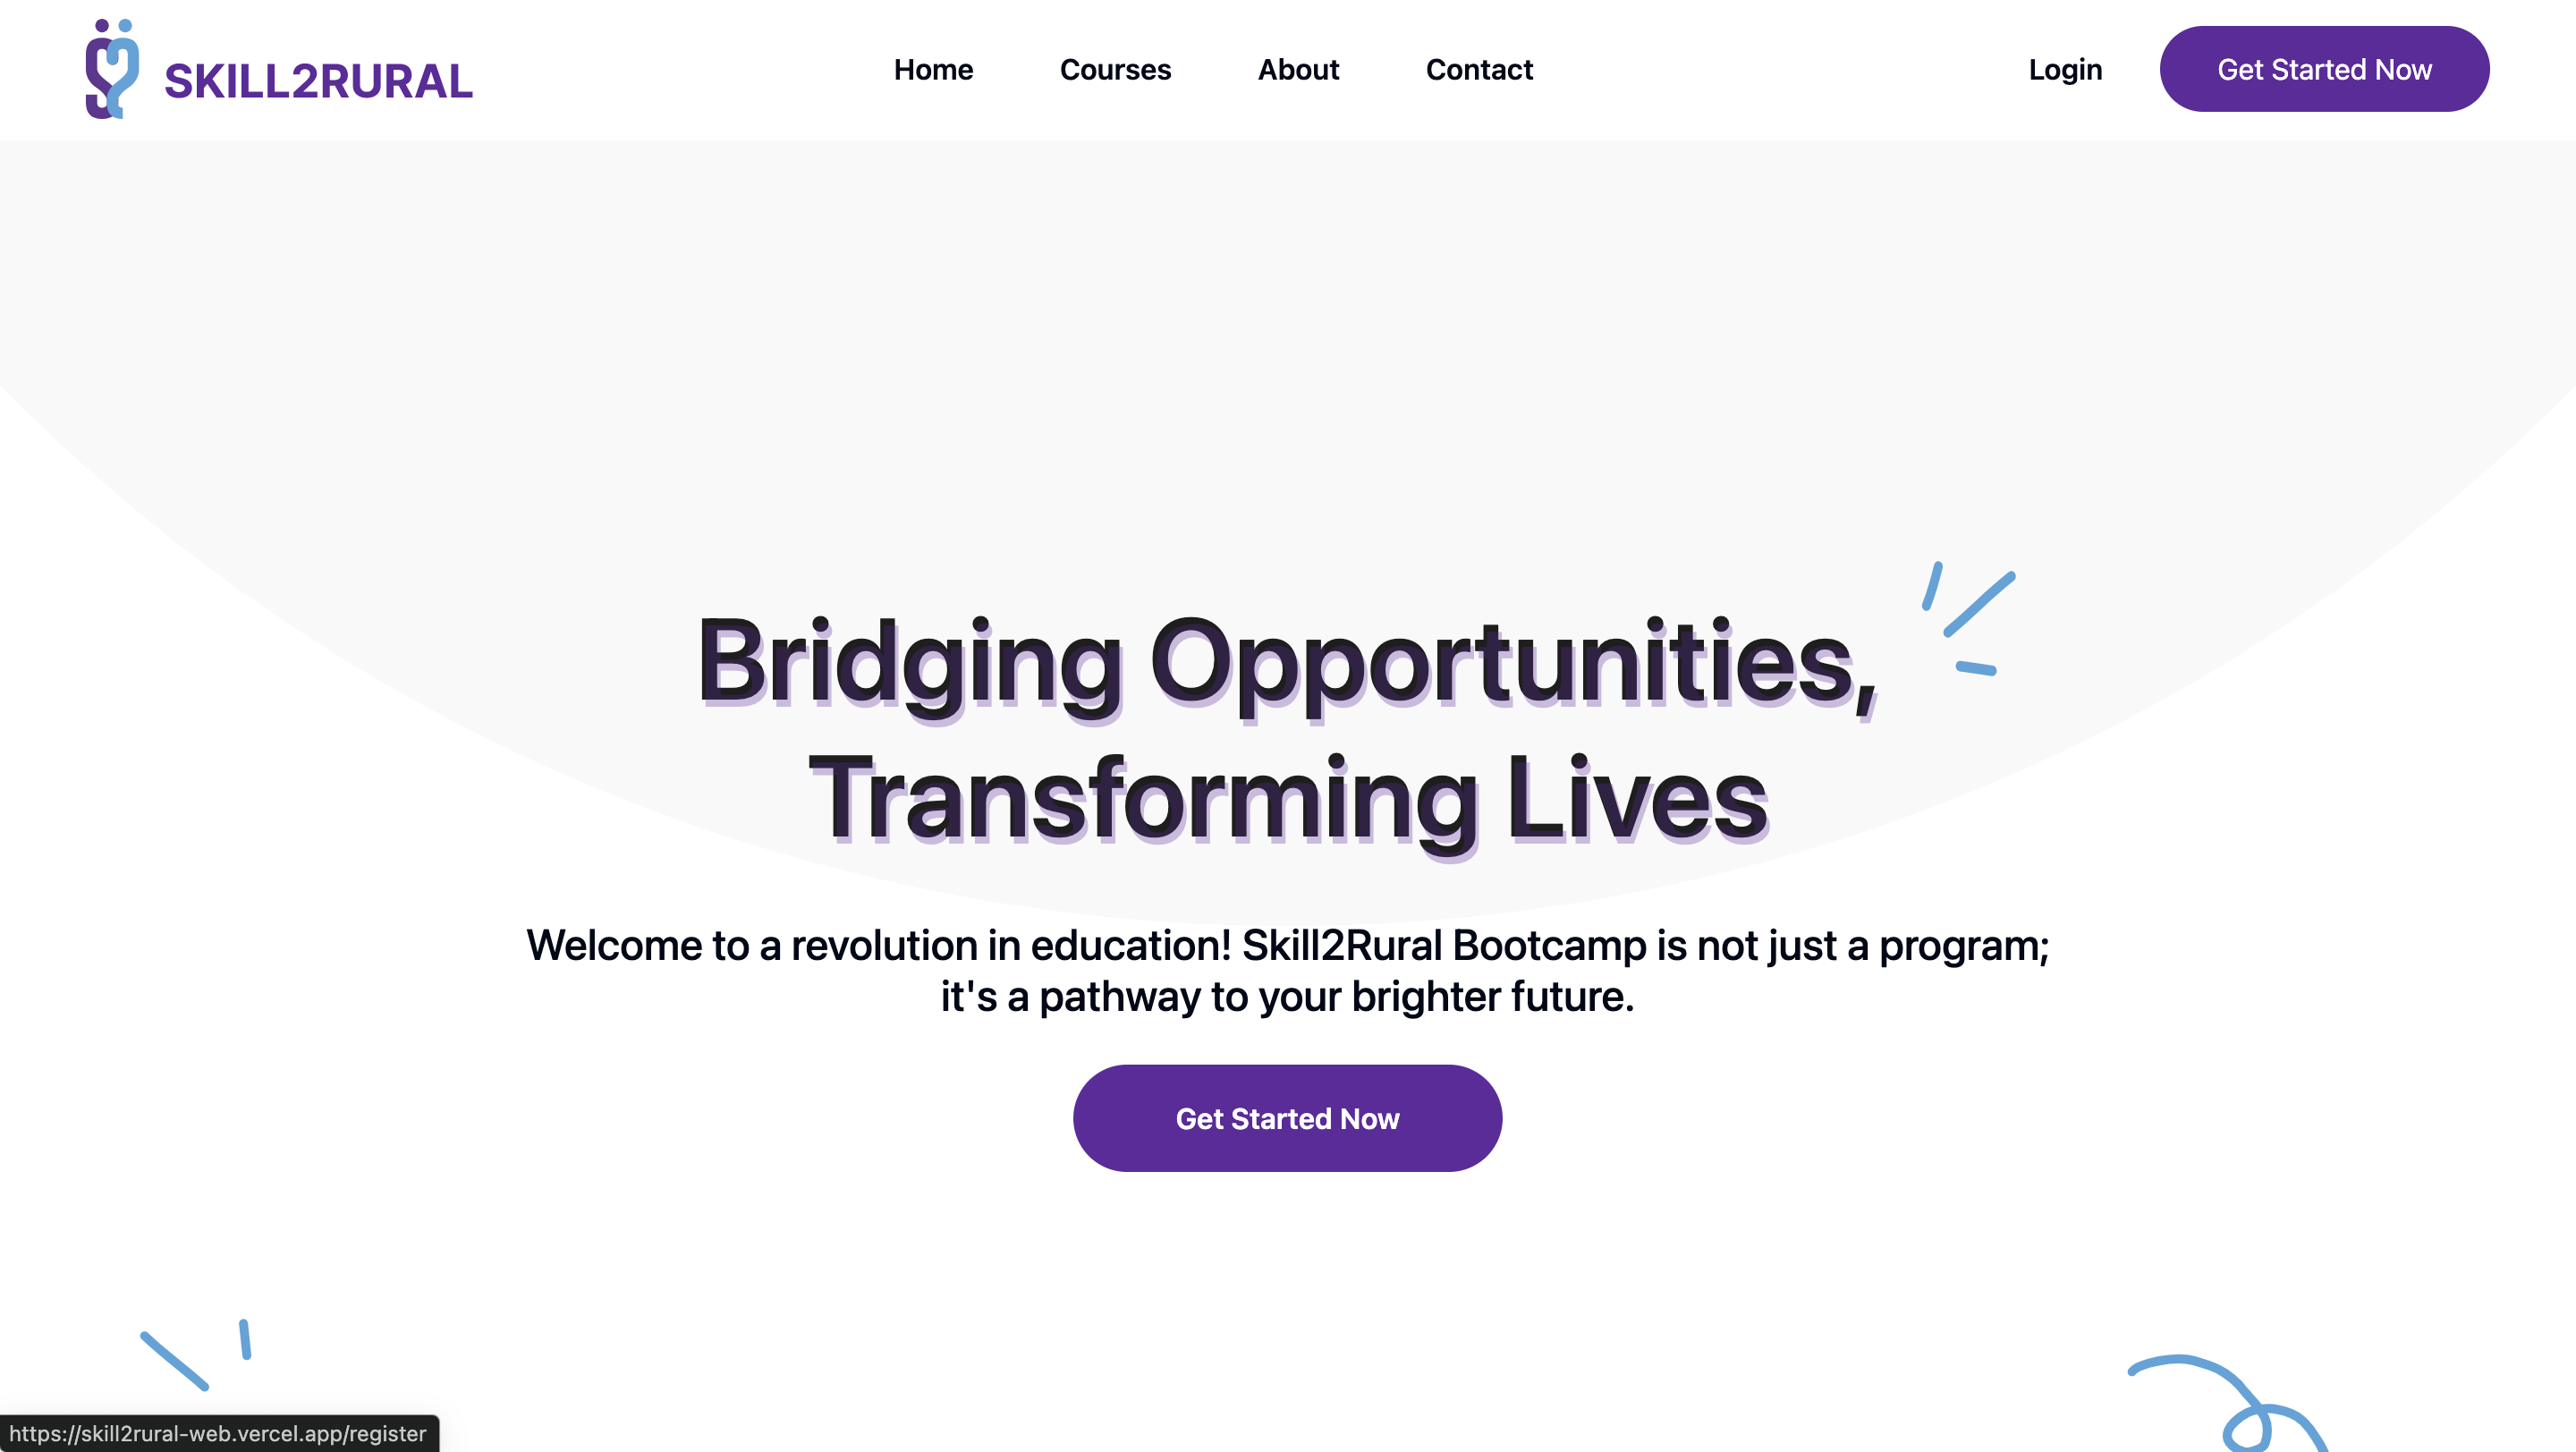 SKILL2RURAL
Home
Courses
About
Contact
Login
Get Started Now
Bridging Opportunities,
Transforming Lives
Welcome to a revolution in education! Skill2Rural Bootcamp is not just a program;
it's a pathway to your brighter future.
Get Started Now
https://skill2rural-web.vercel.app/register